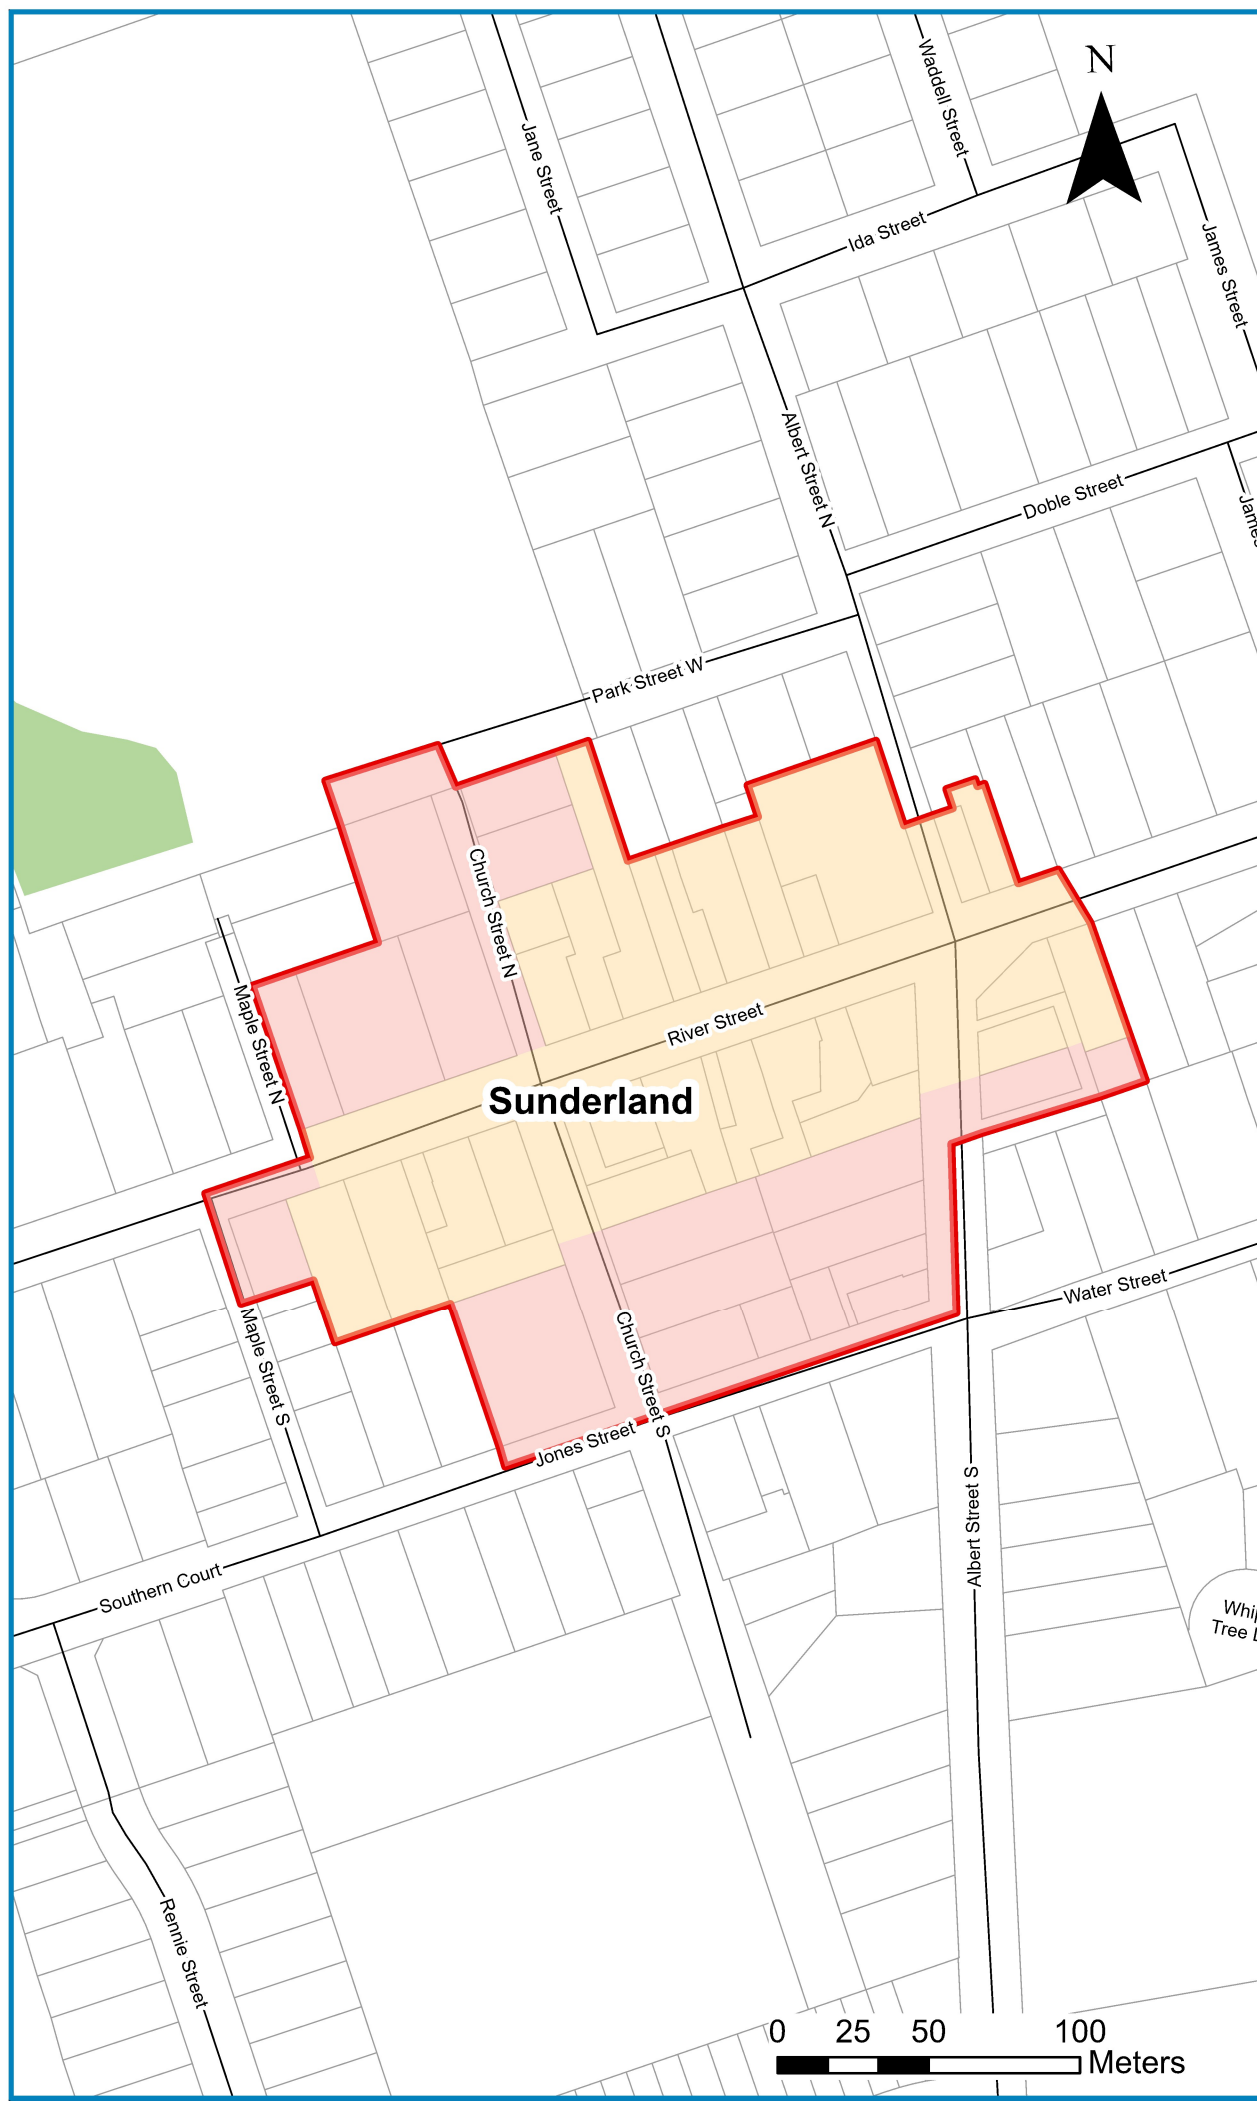 N
Waddell Street
Jane Street
Ida Street
James Street
Albert Street N
Doble Street
Park Street W
Church Street N
Maple Street N
River Street
Sunderland
Water Street
Maple Street S
Church Street S
Jones Street
Albert Street S
Southern Court
Tree
Rennie Street
0 25 50 100
Meters